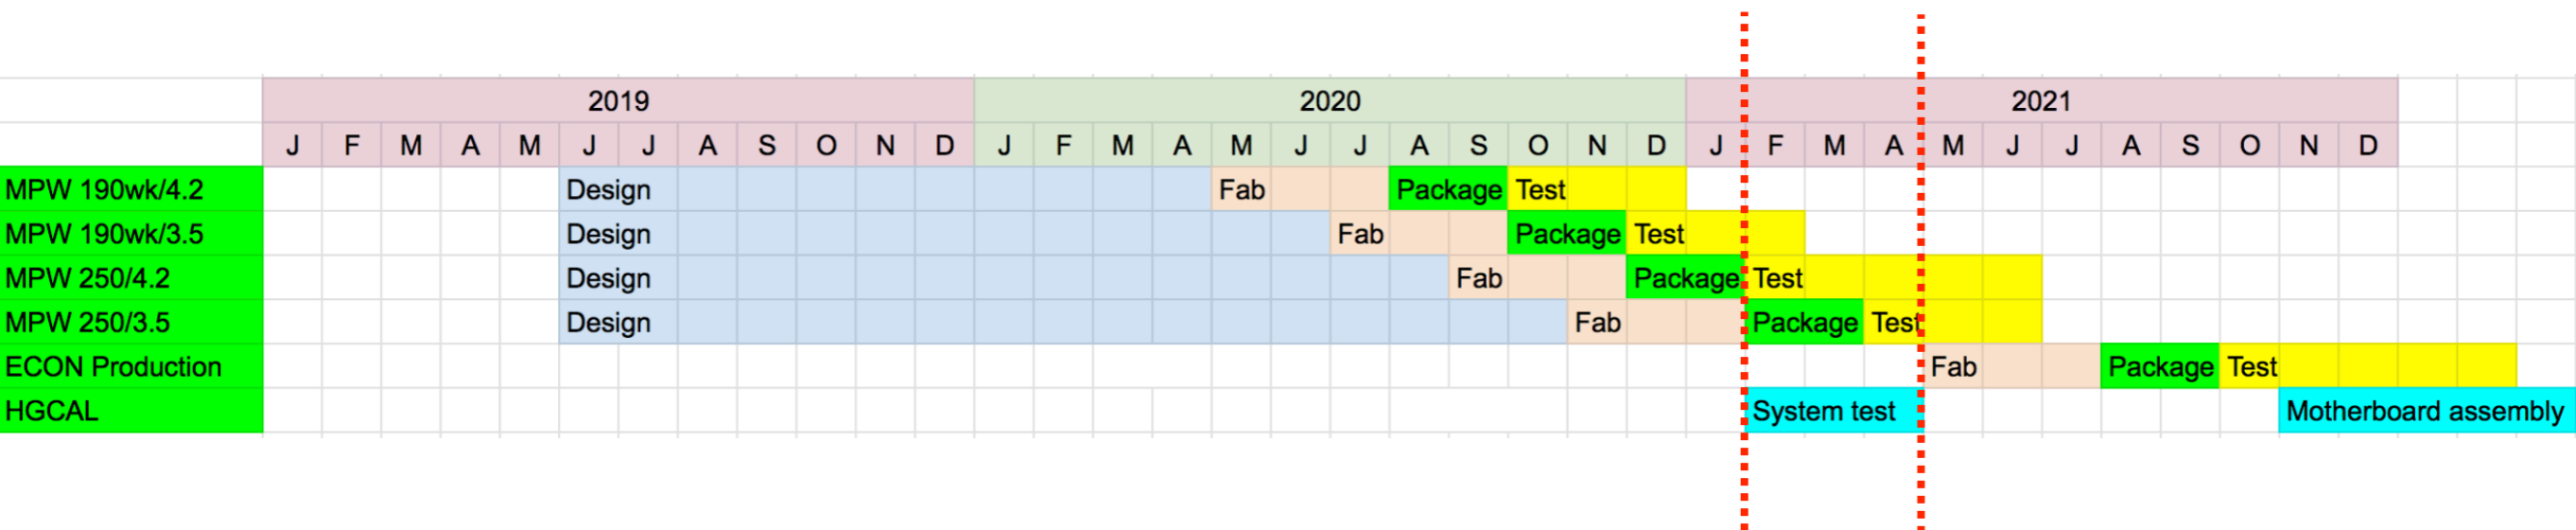 2019 2020 2021
J F M A M J J A S O N D J F M A M J J A S O N D J F M A M J J A S O N D
MPW 190wk/4.2 Design Fab Package Test
MPW 190wk/3.5 Design Fab Package Test
MPW 250/4.2 Design Fab Package Test
MPW 250/3.5 Design Fab Package Test
ECON Production Fab Package Test
HGCAL System test Motherboard assembly